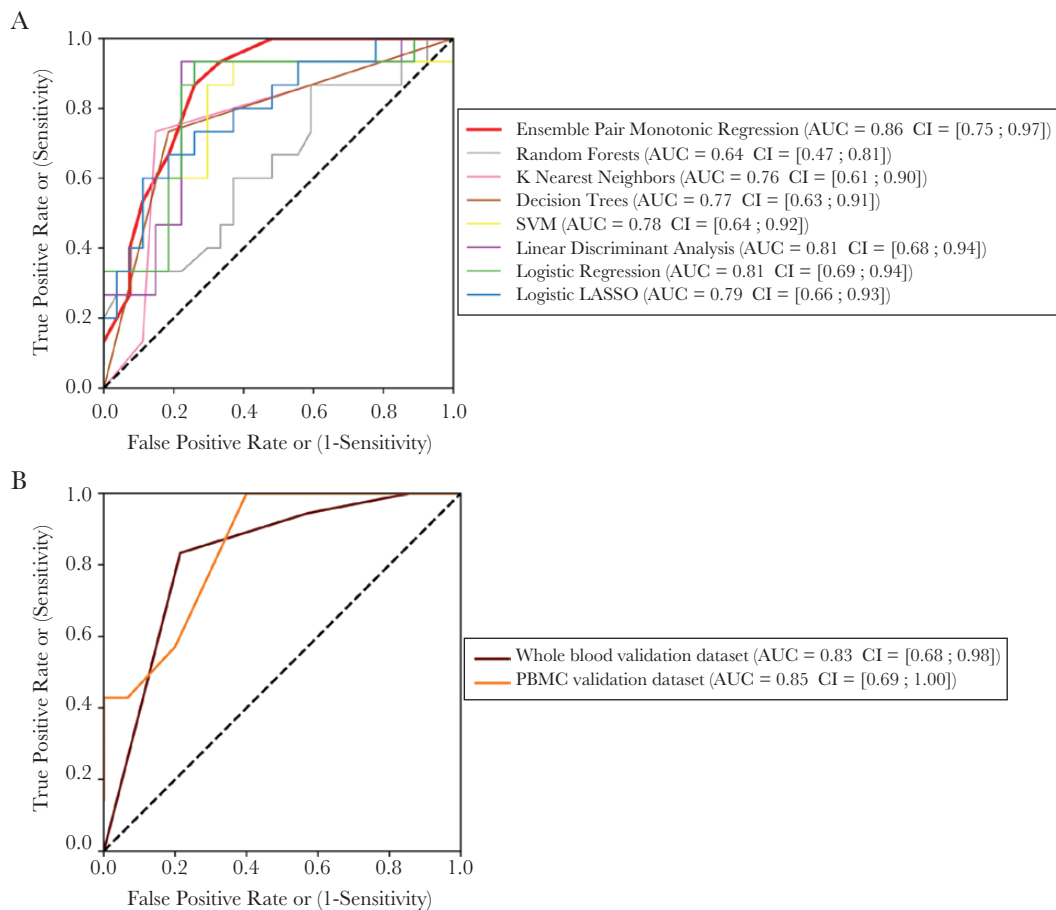 A
1.0
0.8
0.6
0.4
0.2
0.0
True Positive Rate or (Sensitivity)
0.0 0.2 0.4 0.6 0.8 1.0
False Positive Rate or (1-Sensitivity)
Ensemble Pair Monotonic Regression (AUC = 0.86 CI = [0.75 ; 0.97])
Random Forests (AUC = 0.64 CI = [0.47 ; 0.81])
K Nearest Neighbors (AUC = 0.76 CI = [0.61 ; 0.90])
Decision Trees (AUC = 0.77 CI = [0.63 ; 0.91])
SVM (AUC = 0.78 CI = [0.64 ; 0.92])
Linear Discriminant Analysis (AUC = 0.81 CI = [0.68 ; 0.94])
Logistic Regression (AUC = 0.81 CI = [0.69 ; 0.94])
Logistic LASSO (AUC = 0.79 CI = [0.66 ; 0.93])
B
1.0
0.8
0.6
0.4
0.2
0.0
True Positive Rate or (Sensitivity)
0.0 0.2 0.4 0.6 0.8 1.0
False Positive Rate or (1-Sensitivity)
Whole blood validation dataset (AUC = 0.83 CI = [0.68 ; 0.98])
PBMC validation dataset (AUC = 0.85 CI = [0.69 ; 1.00])